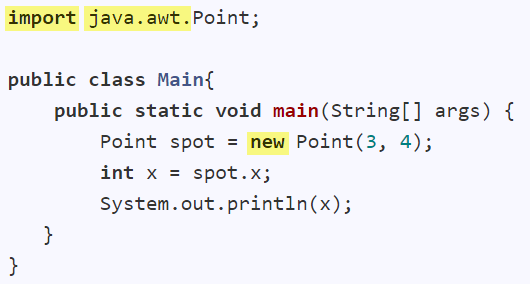 import java.awt.Point;
public class Main{
public static void main(String[] args) {
Point spot = new Point(3, 4);
int x = spot.x;
System.out.println(x);
}
}